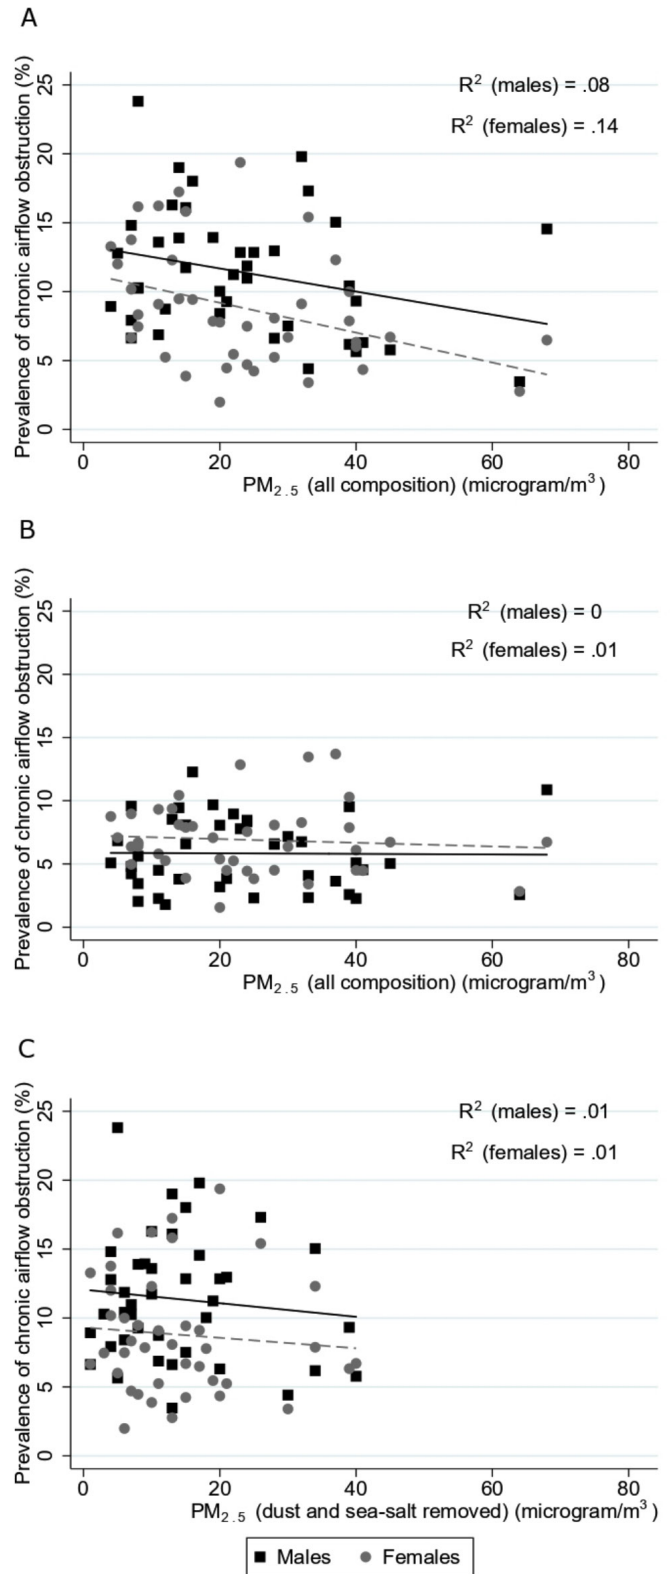 A
Prevalence of chronic airflow obstruction (%)
25
20
15
10
5
0
R² (males) = .08
R² (females) = .14
0 20 40 60 80
PM₂.₅ (all composition) (microgram/m³)
B
Prevalence of chronic airflow obstruction (%)
25
20
15
10
5
0
R² (males) = 0
R² (females) = .01
0 20 40 60 80
PM₂.₅ (all composition) (microgram/m³)
C
Prevalence of chronic airflow obstruction (%)
25
20
15
10
5
0
R² (males) = .01
R² (females) = .01
0 20 40 60 80
PM₂.₅ (dust and sea-salt removed) (microgram/m³)
Males Females